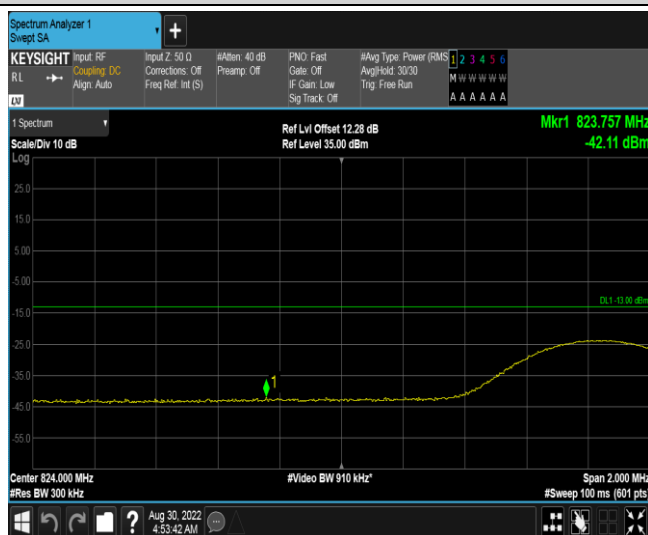 Spectrum Analyzer 1
Swept SA
+
KEYSIGHT
RL
LXI
Input: RF
Coupling: DC
Align: Auto
Input Z: 50 Ω
Corrections: Off
Freq Ref: Int (S)
#Atten: 40 dB
Preamp: Off
PNO: Fast
Gate: Off
IF Gain: Low
Sig Track: Off
#Avg Type: Power (RMS
Avg|Hold: 30/30
Trig: Free Run
1 2 3 4 5 6
M W W W W W
A A A A A A
1 Spectrum
Scale/Div 10 dB
Log
Ref Lvl Offset 12.28 dB
Ref Level 35.00 dBm
Mkr1 823.757 MHz
-42.11 dBm
25.0
15.0
5.00
-5.00
DL1 -13.00 dBm
-15.0
-25.0
-35.0
1
-45.0
-55.0
Center 824.000 MHz
#Res BW 300 kHz
#Video BW 910 kHz*
Span 2.000 MHz
#Sweep 100 ms (601 pts)
?
Aug 30, 2022
4:53:42 AM